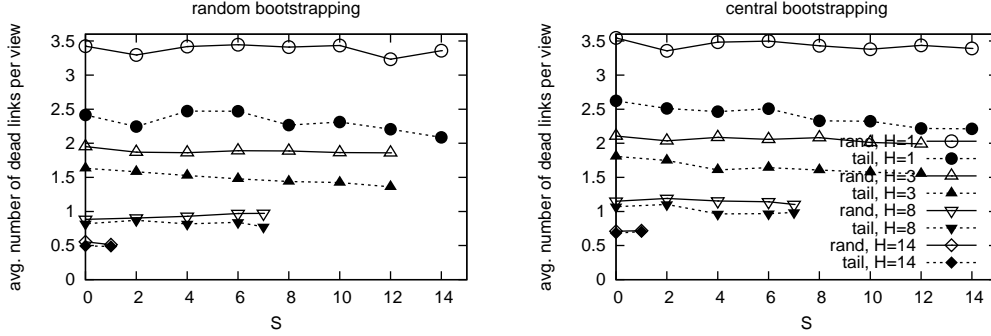 random bootstrapping
avg. number of dead links per view
3.5
3
2.5
2
1.5
1
0.5
0
0 2 4 6 8 10 12 14
S
central bootstrapping
avg. number of dead links per view
3.5
3
2.5
2
1.5
1
0.5
0
0 2 4 6 8 10 12 14
S
rand, H=1
tail, H=1
rand, H=3
tail, H=3
rand, H=8
tail, H=8
rand, H=14
tail, H=14